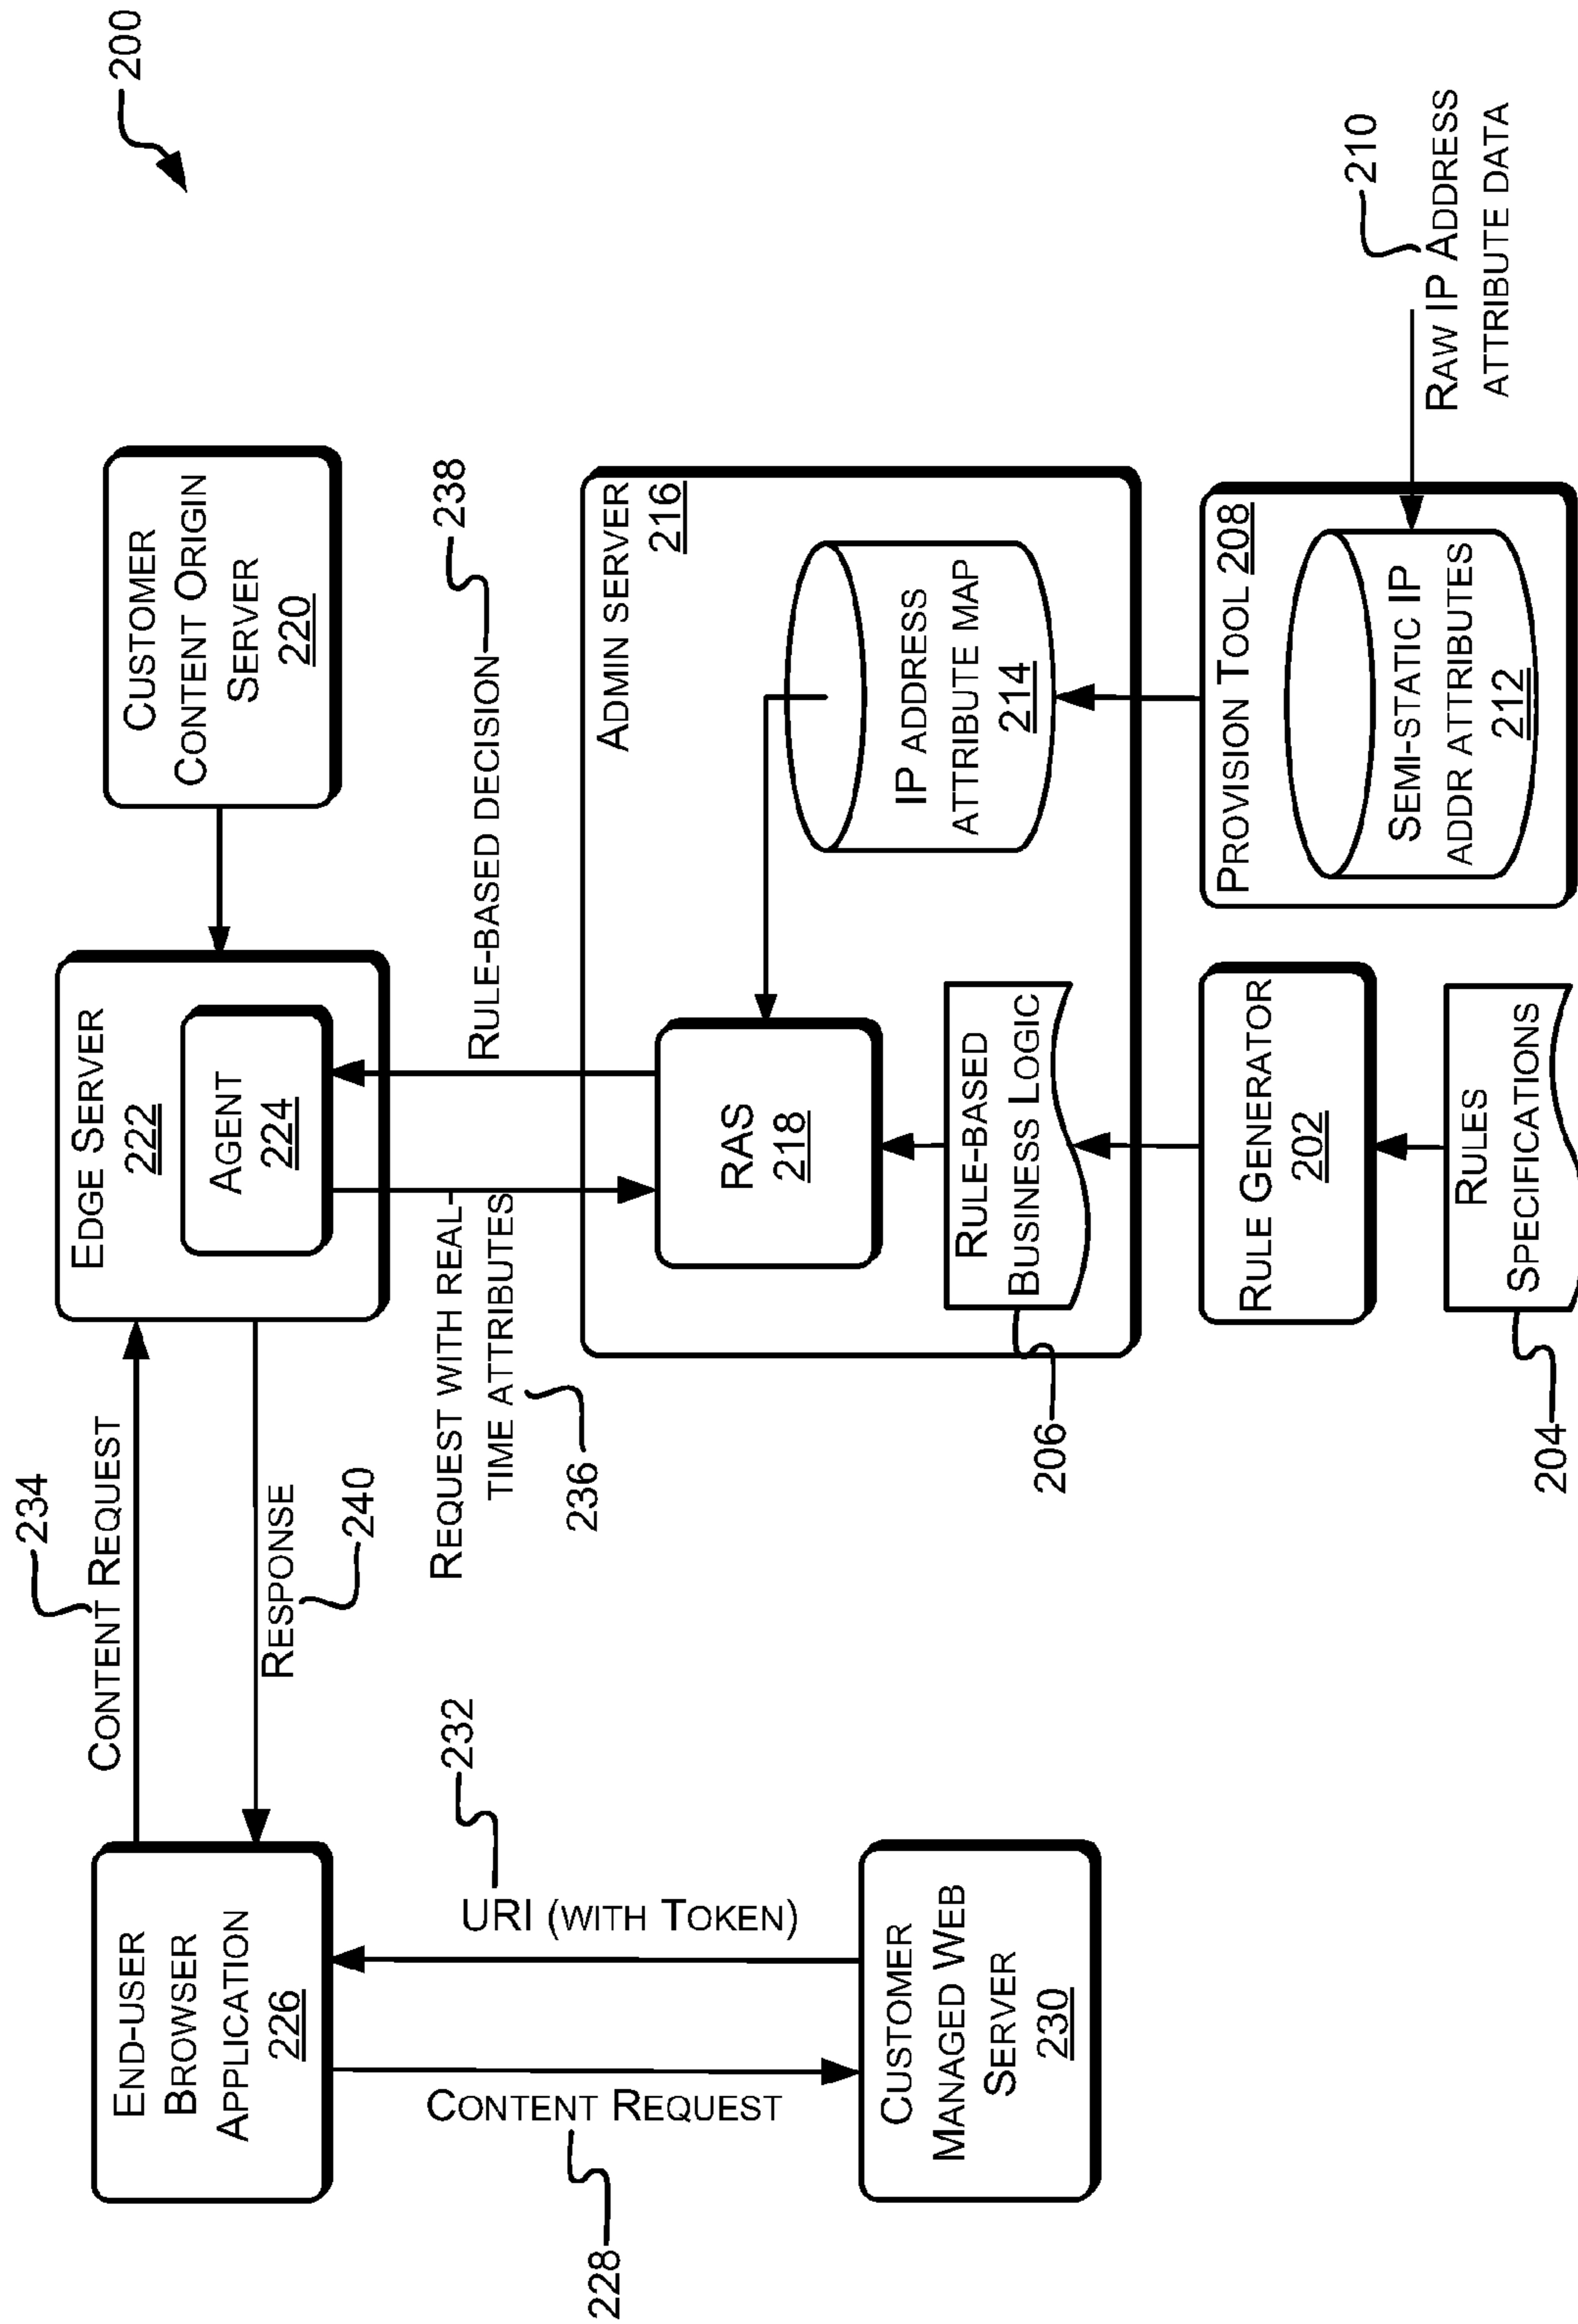 200
234
CONTENT REQUEST
RESPONSE
240
END-USER
BROWSER
APPLICATION
226
EDGE SERVER
222
AGENT
224
CUSTOMER
CONTENT ORIGIN
SERVER
220
232
URI (WITH TOKEN)
CONTENT REQUEST
228
CUSTOMER
MANAGED WEB
SERVER
230
REQUEST WITH REAL-
TIME ATTRIBUTES
236
RULE-BASED DECISION
238
ADMIN SERVER
216
RAS
218
IP ADDRESS
ATTRIBUTE MAP
214
RULE-BASED
BUSINESS LOGIC
206
RULE GENERATOR
202
RULES
SPECIFICATIONS
204
PROVISION TOOL 208
SEMI-STATIC IP
ADDR ATTRIBUTES
212
210
RAW IP ADDRESS
ATTRIBUTE DATA